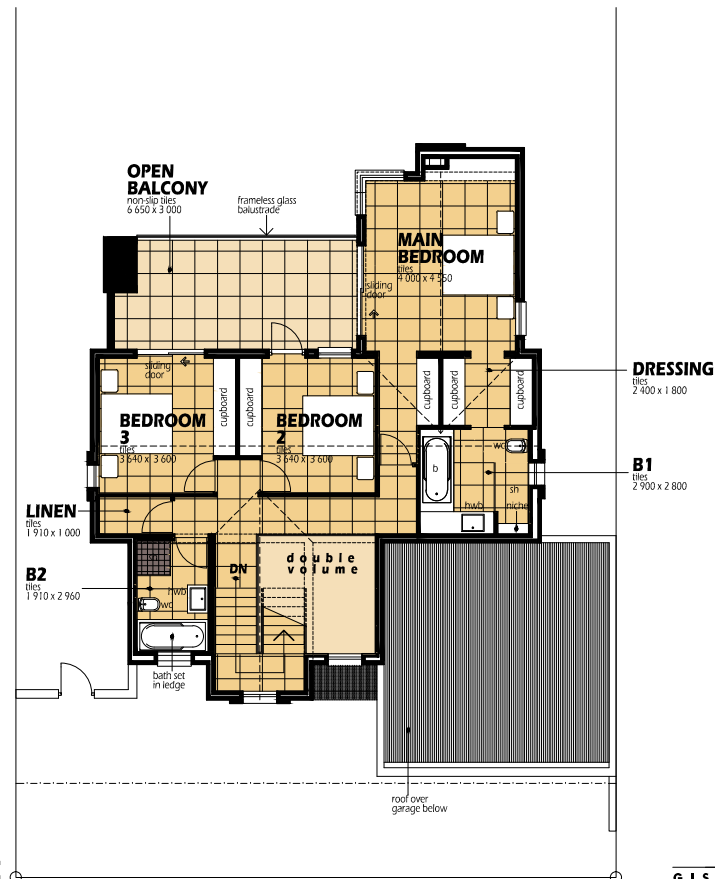 OPEN
BALCONY
non-slip tiles
6 650 x 3 000
frameless glass
balustrade
MAIN
BEDROOM
tiles
4 000 x 4 550
sliding
door
sliding
door
DRESSING
tiles
2 400 x 1 800
cupboard
cupboard
cupboard
cupboard
cupboard
BEDROOM
3
tiles
3 640 x 3 600
BEDROOM
2
tiles
3 640 x 3 600
wc
b
B1
tiles
2 900 x 2 800
sh
niche
hwb
LINEN
tiles
1 910 x 1 000
double
volume
DN
B2
tiles
1 910 x 2 960
hwb
wc
bath set
in ledge
roof over
garage below
G I S